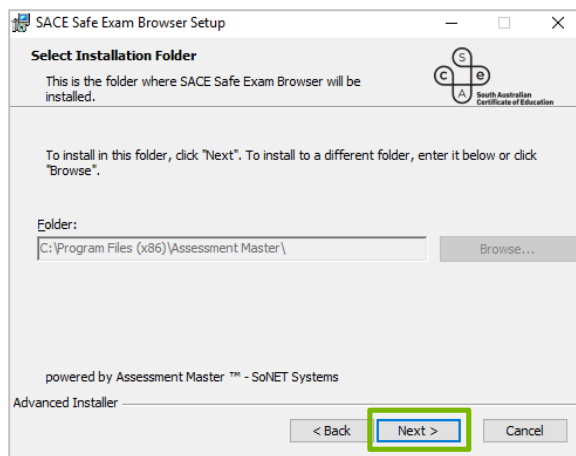 SACE Safe Exam Browser Setup
Select Installation Folder
This is the folder where SACE Safe Exam Browser will be
installed.
S
C e
A
South Australian
Certificate of Education
To install in this folder, click "Next". To install to a different folder, enter it below or click
"Browse".
Folder:
C:\Program Files (x86)\Assessment Master\
Browse...
powered by Assessment Master ™ - SoNET Systems
Advanced Installer
< Back
Next >
Cancel